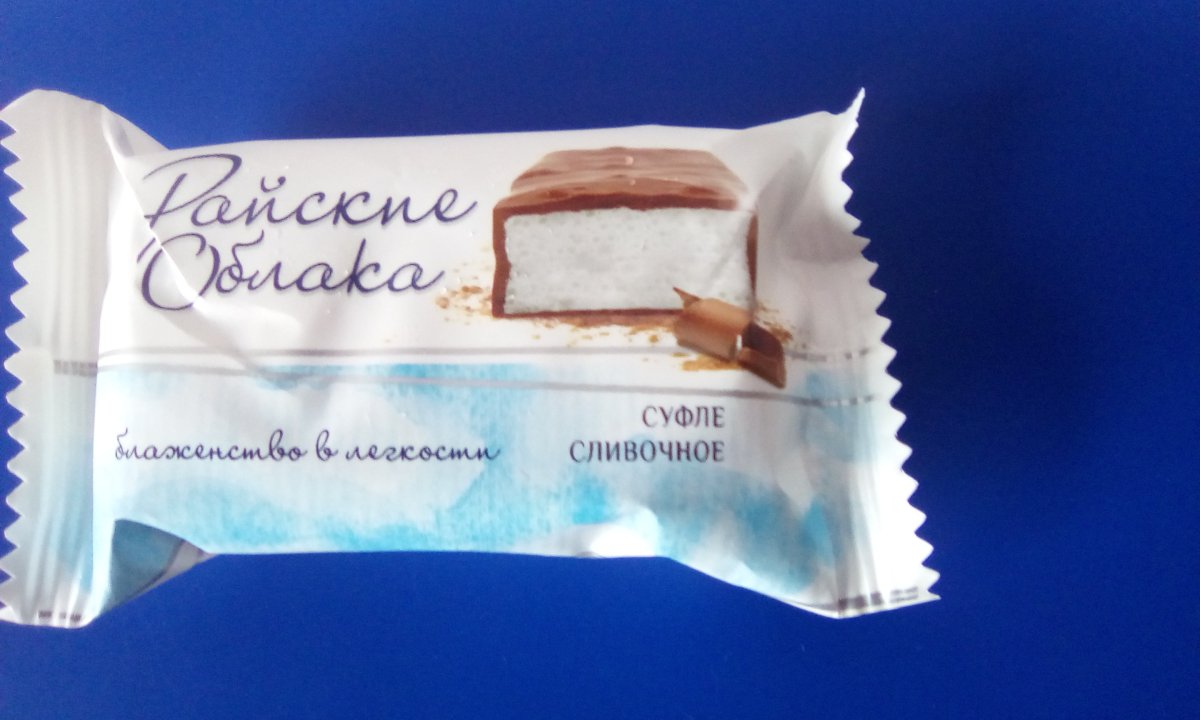 Райские
Облака
блаженство в легкости
СУФЛЕ
СЛИВОЧНОЕ